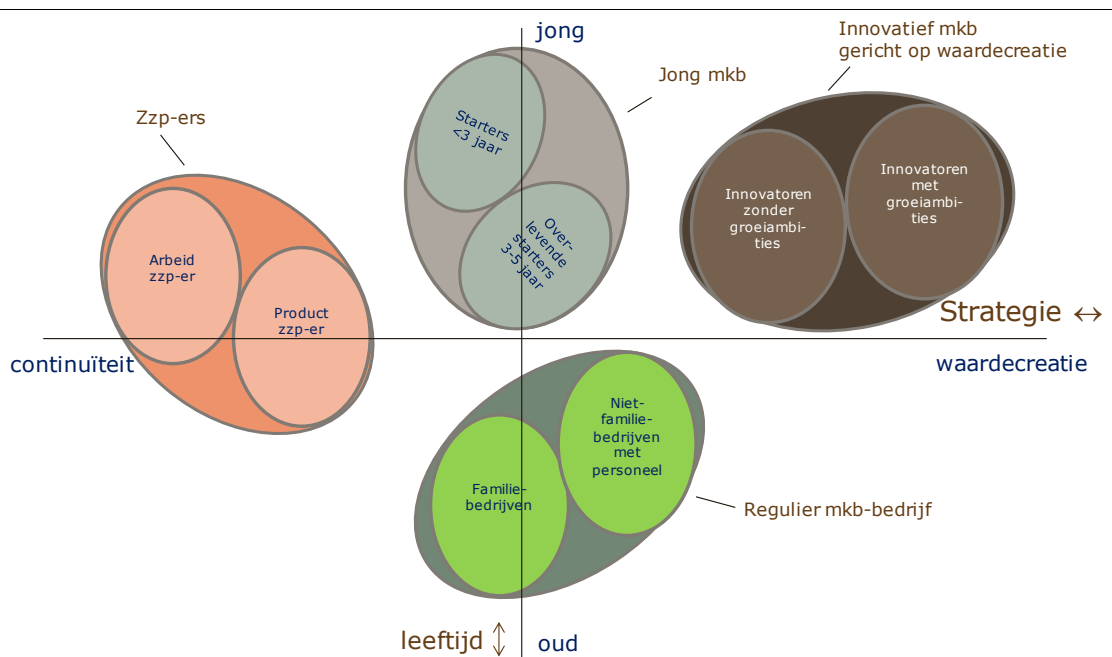 jong
Innovatief mkb
gericht op waardecreatie
Jong mkb
Zzp-ers
Starters
<3 jaar
Over-
levende
starters
3-5 jaar
Innovatoren
zonder
groeiambi-
ties
Innovatoren
met
groeiambi-
ties
Arbeid
zzp-er
Product
zzp-er
Strategie ↔
continuïteit
waardecreatie
Niet-
familie-
bedrijven
met
personeel
Familie-
bedrijven
Regulier mkb-bedrijf
leeftijd ↕
oud